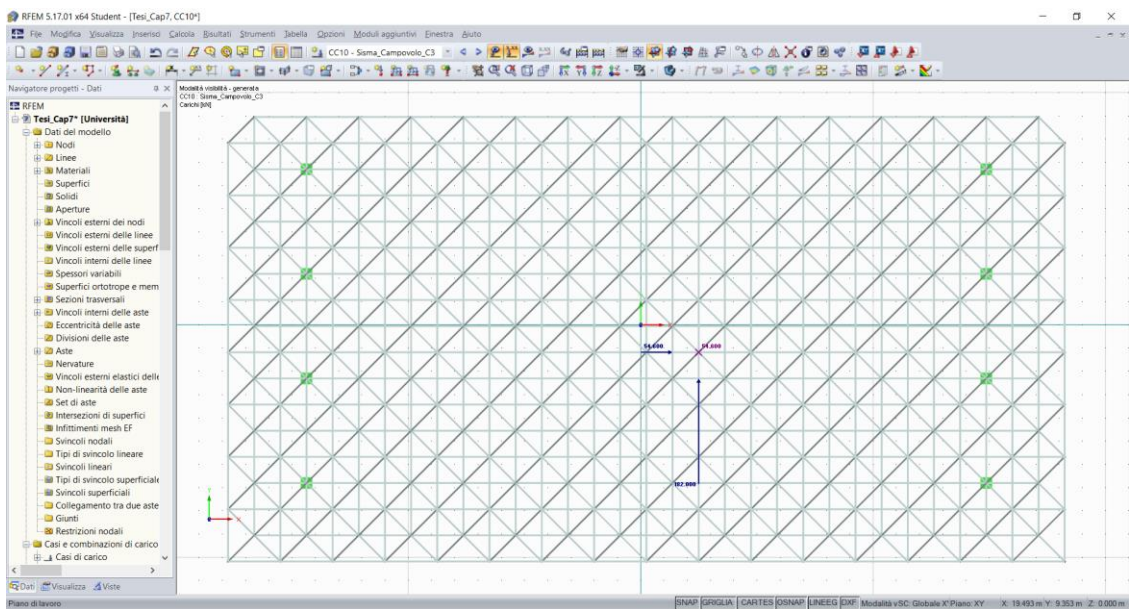 RFEM 5.17.01 x64 Student - [Tesi_Cap7, CC10*]
File Modifica Visualizza Inserisci Calcola Risultati Strumenti Tabella Opzioni Moduli aggiuntivi Finestra Aiuto
CC10 - Sisma_Campovolo_C3
Navigatore progetti - Dati
RFEM
Tesi_Cap7* [Università]
Dati del modello
Nodi
Linee
Materiali
Superfici
Solidi
Aperture
Vincoli esterni dei nodi
Vincoli esterni delle linee
Vincoli esterni delle superf
Vincoli interni delle linee
Spessori variabili
Superfici ortotrope e mem
Sezioni trasversali
Vincoli interni delle aste
Eccentricità delle aste
Divisioni delle aste
Aste
Nervature
Vincoli esterni elastici delle
Non-linearità delle aste
Set di aste
Intersezioni di superfici
Infittimenti mesh EF
Svincoli nodali
Tipi di svincolo lineare
Svincoli lineari
Tipi di svincolo superficiale
Svincoli superficiali
Collegamento tra due aste
Giunti
Restrizioni nodali
Casi e combinazioni di carico
Casi di carico
Dati Visualizza Viste
Modalità visibilità - generata
CC10 : Sisma_Campovolo_C3
Carichi [kN]
54.600
182.000
Piano di lavoro
SNAP GRIGLIA CARTES OSNAP LINEEG DXF Modalità vSC: Globale X' Piano: XY X: 19.493 m Y: 9.353 m Z: 0.000 m